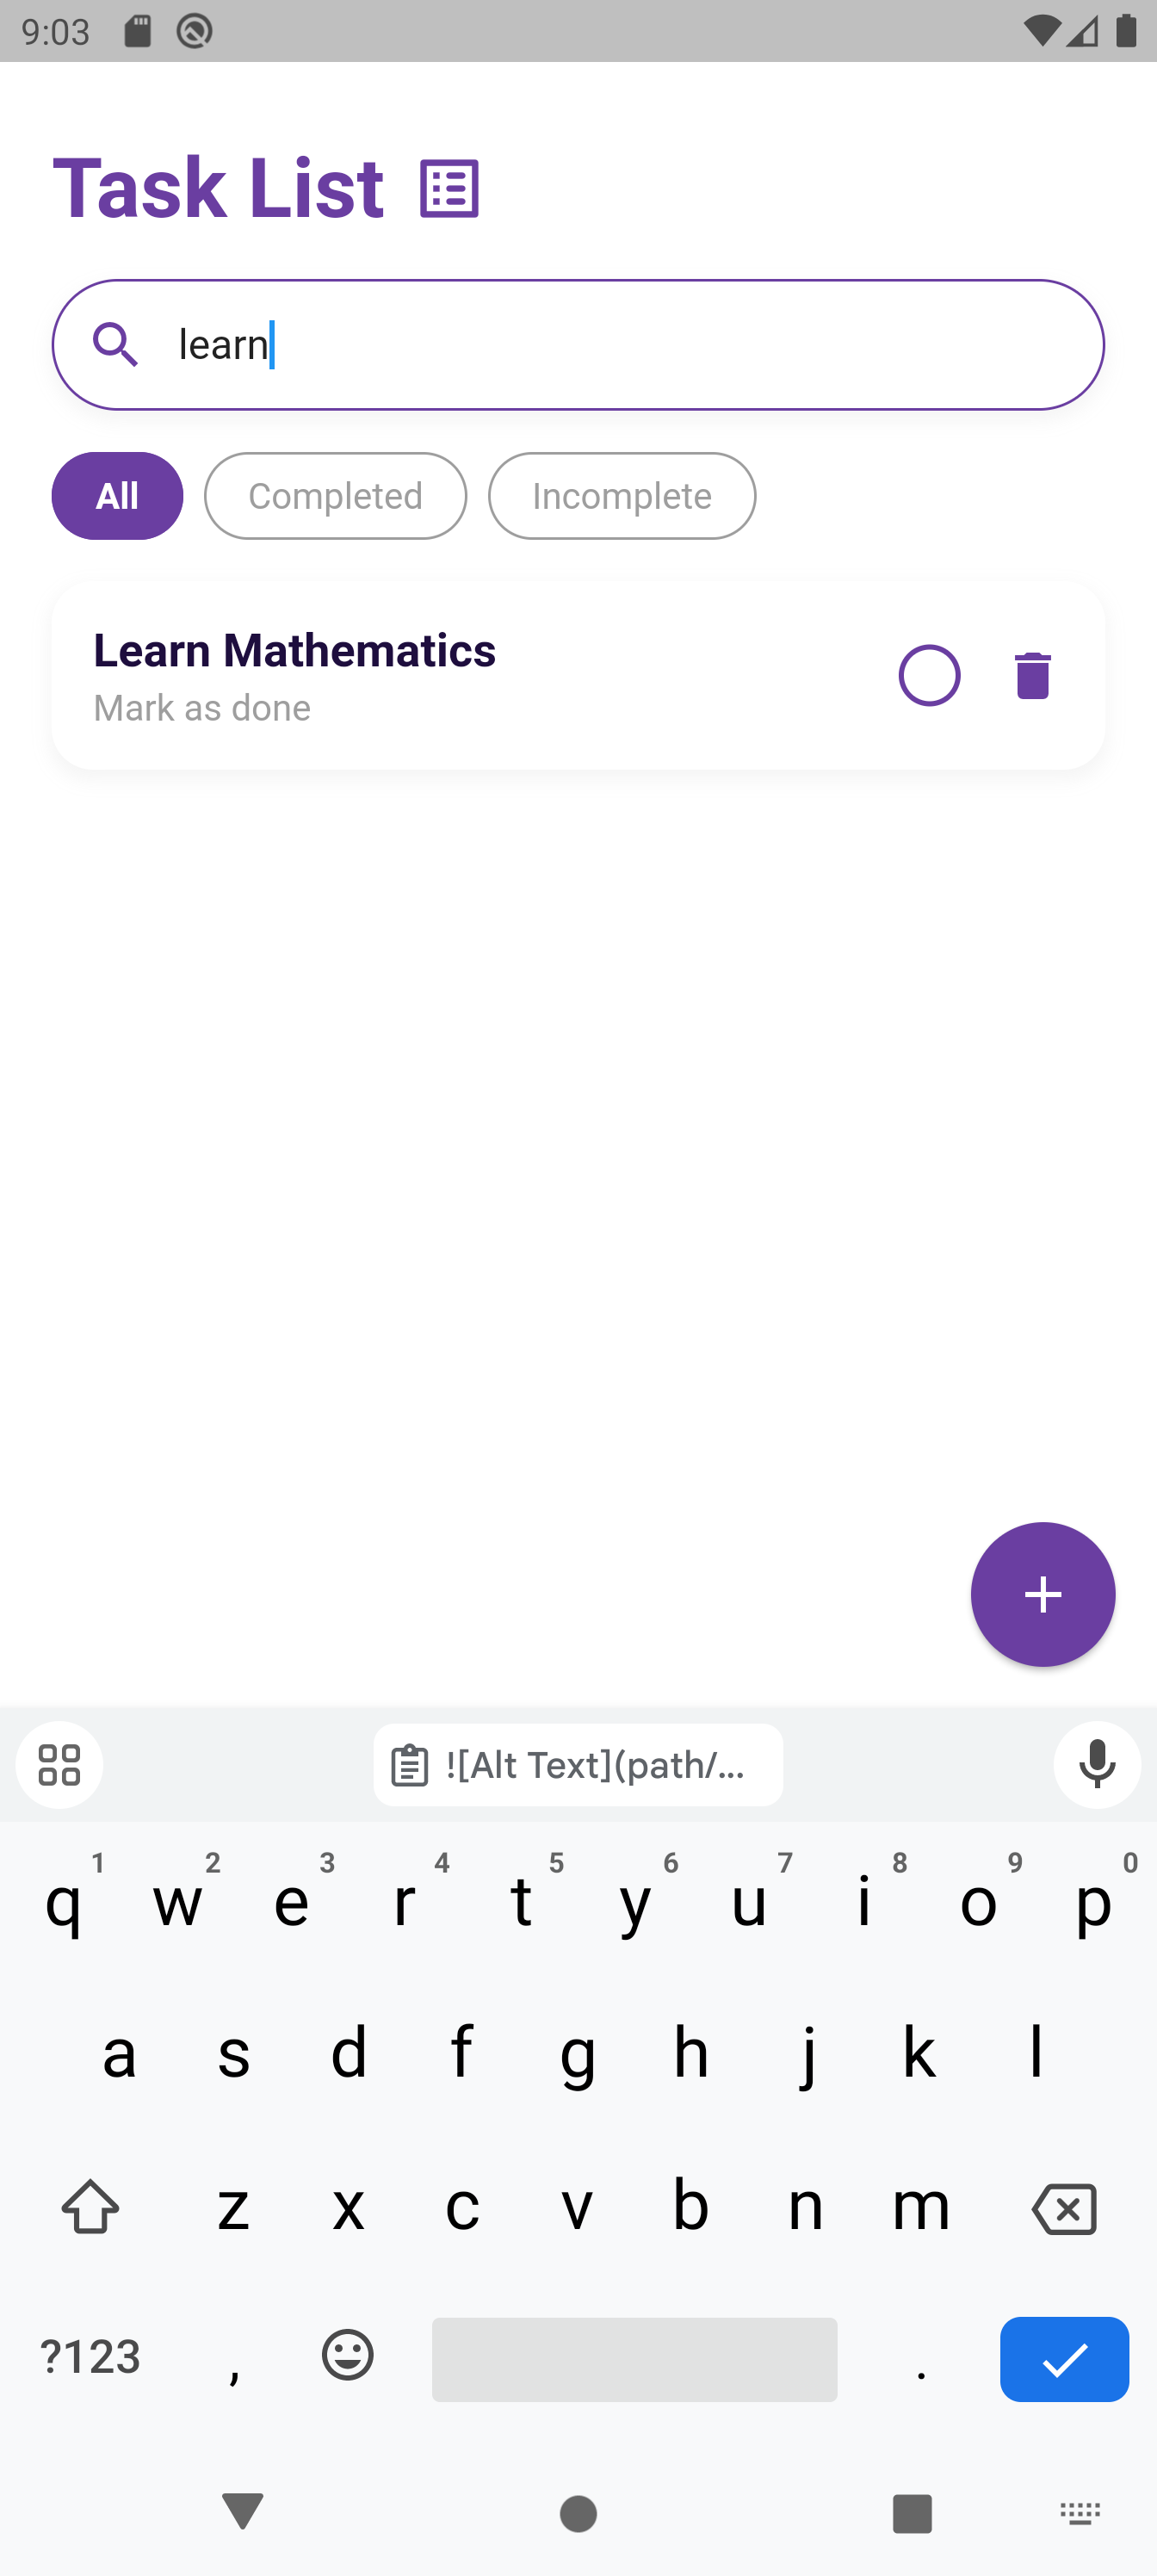 9:03
Task List
learn
All Completed Incomplete
Learn Mathematics
Mark as done
![Alt Text](path/...
1 2 3 4 5 6 7 8 9 0
q w e r t y u i o p
a s d f g h j k l
z x c v b n m
?123 , .